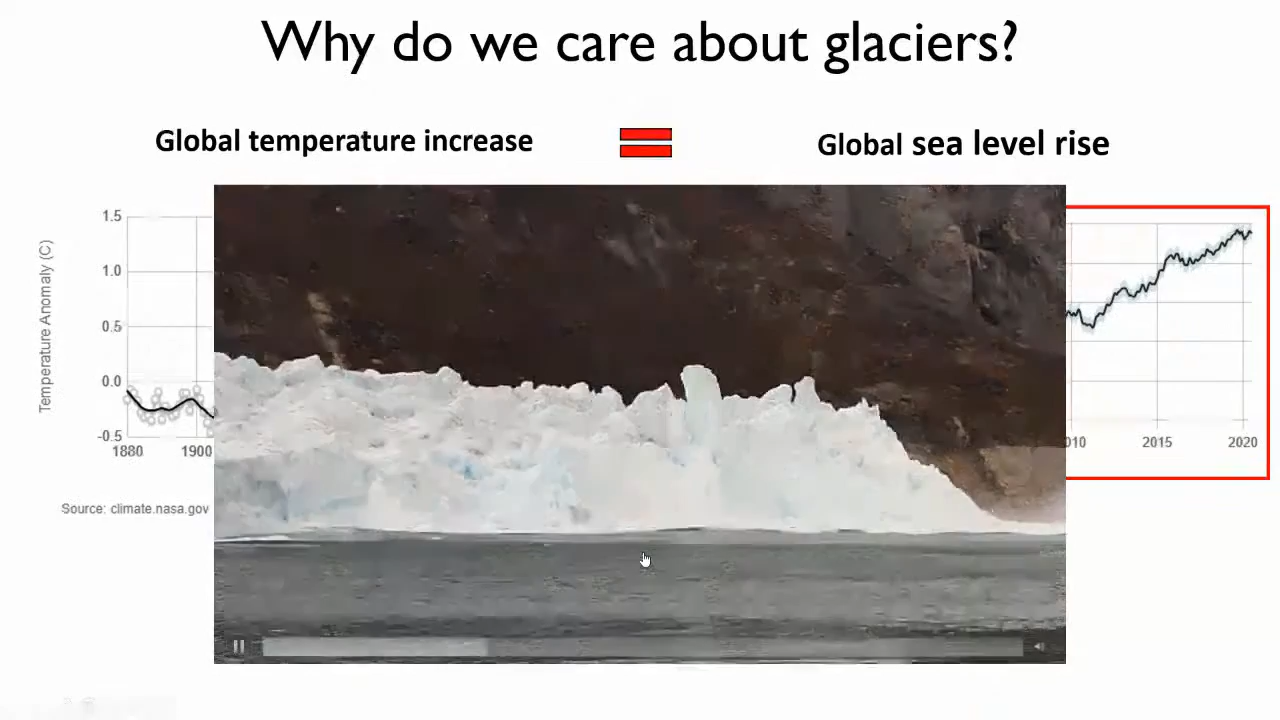 Why do we care about glaciers?
Global temperature increase
Global sea level rise
Temperature Anomaly (C)
1.5
1.0
0.5
0.0
-0.5
1880 1900
2015 2020
Source: climate.nasa.gov